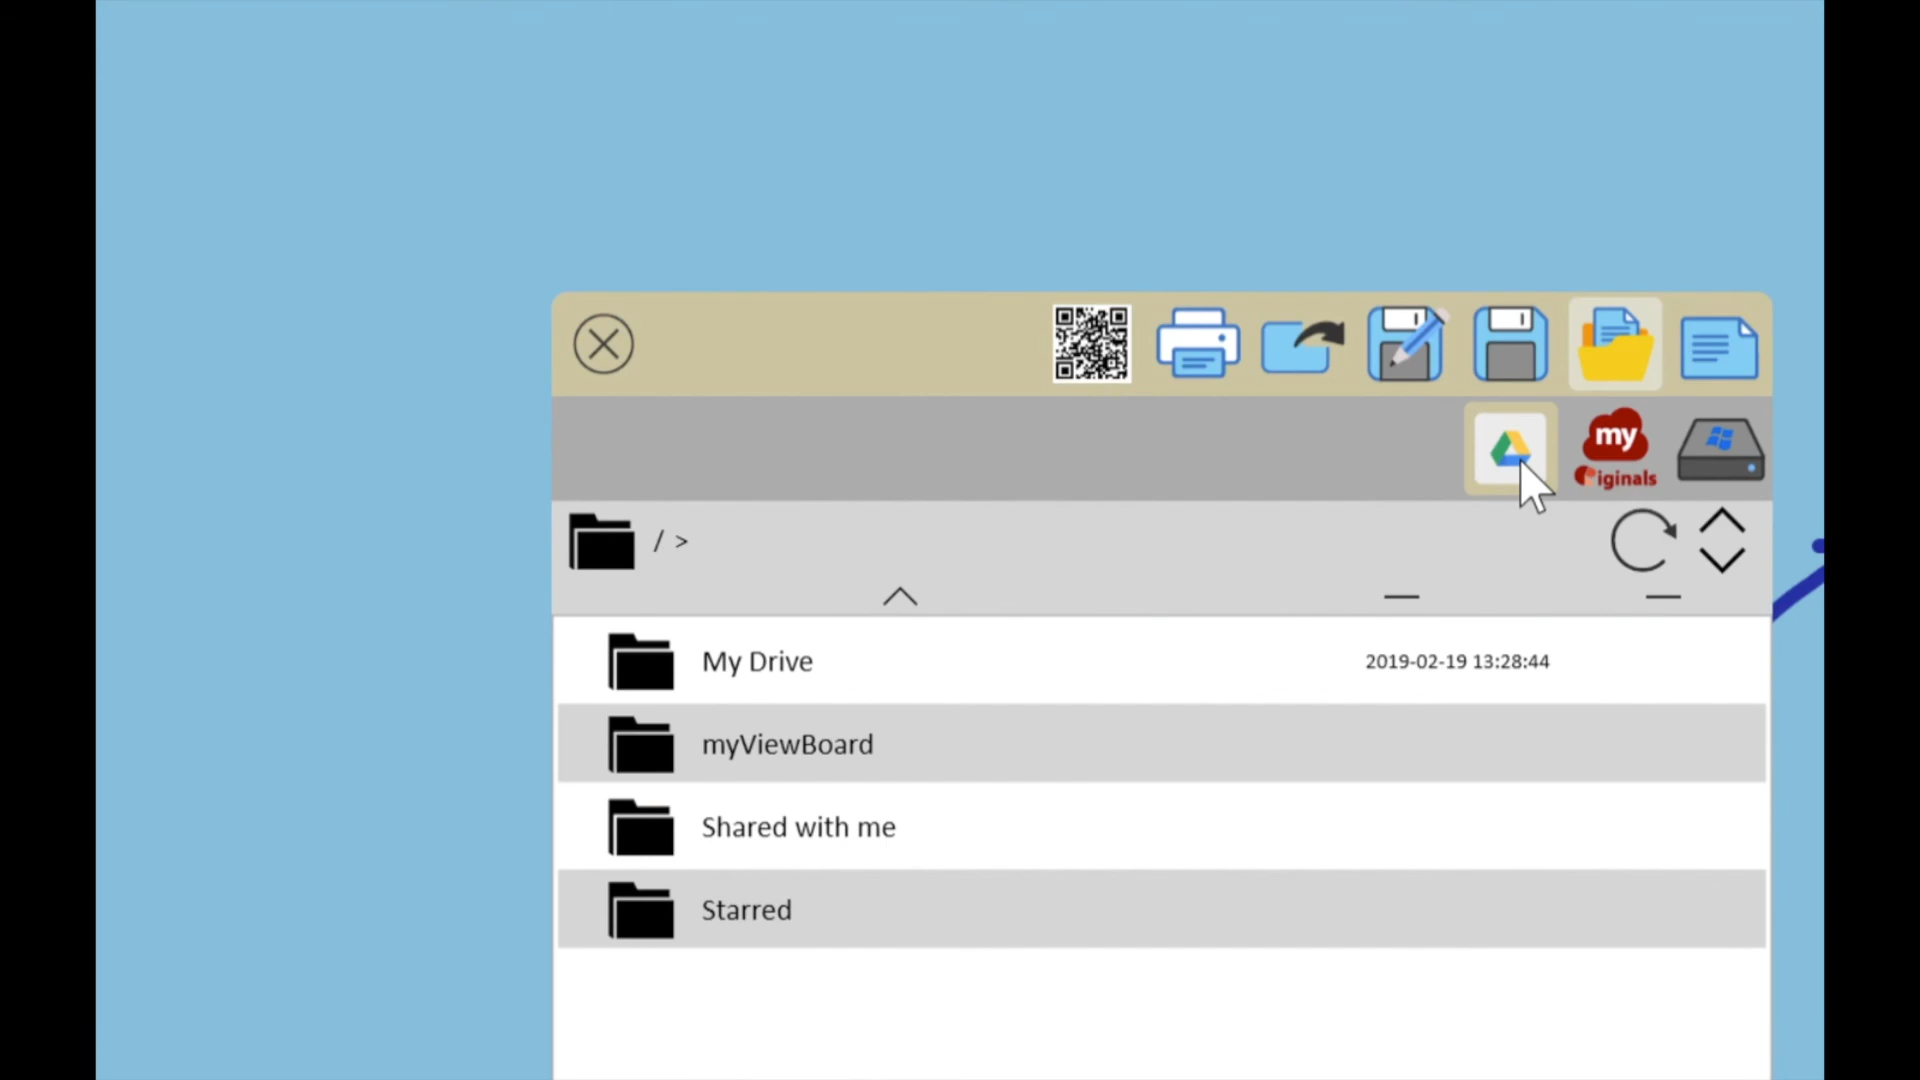 my
iginals
/ >
My Drive 2019-02-19 13:28:44
myViewBoard
Shared with me
Starred